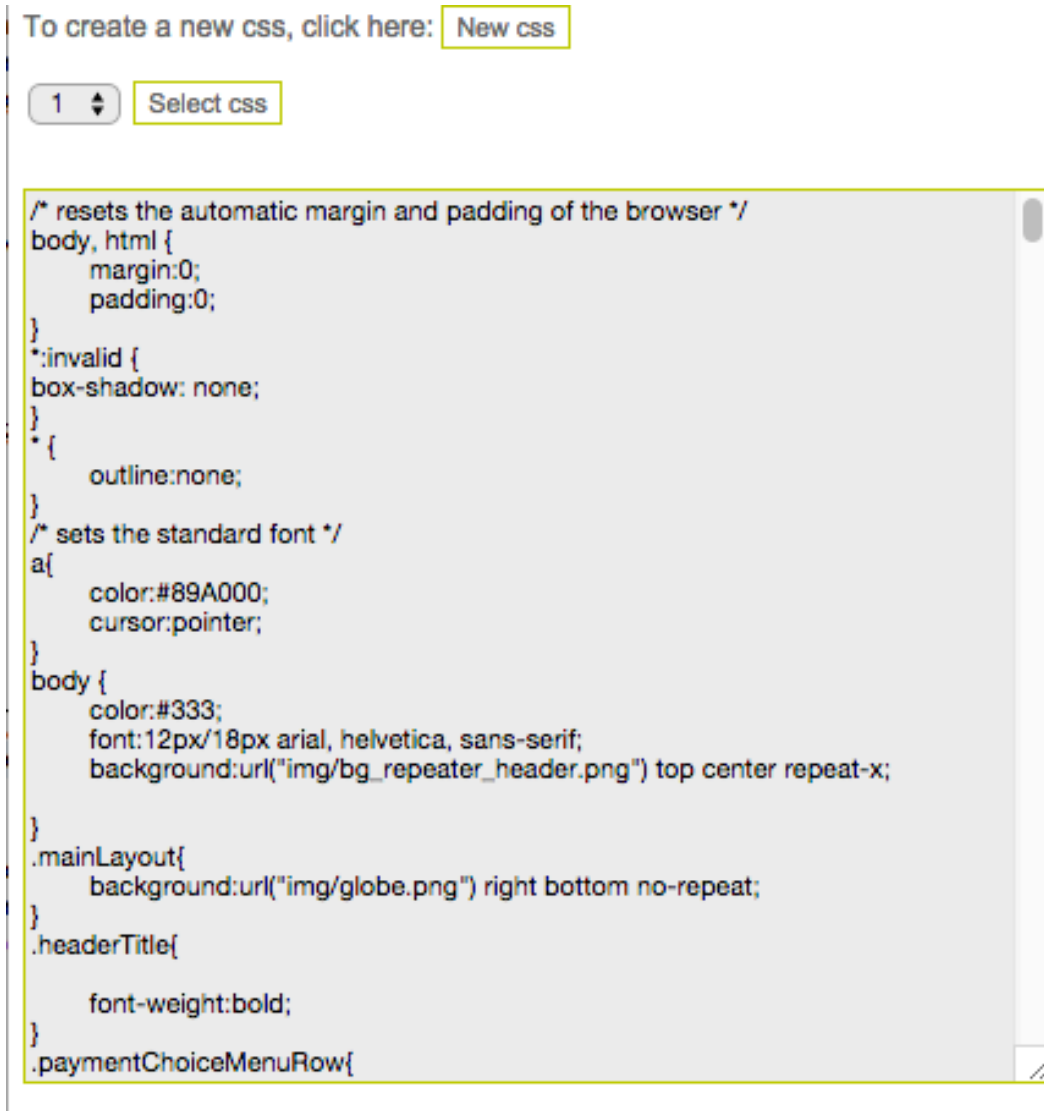 To create a new css, click here: New css
1 Select css
/* resets the automatic margin and padding of the browser */
body, html {
margin:0;
padding:0;
}
*:invalid {
box-shadow: none;
}
* {
outline:none;
}
/* sets the standard font */
a{
color:#89A000;
cursor:pointer;
}
body {
color:#333;
font:12px/18px arial, helvetica, sans-serif;
background:url("img/bg_repeater_header.png") top center repeat-x;
}
.mainLayout{
background:url("img/globe.png") right bottom no-repeat;
}
.headerTitle{
font-weight:bold;
}
.paymentChoiceMenuRow{